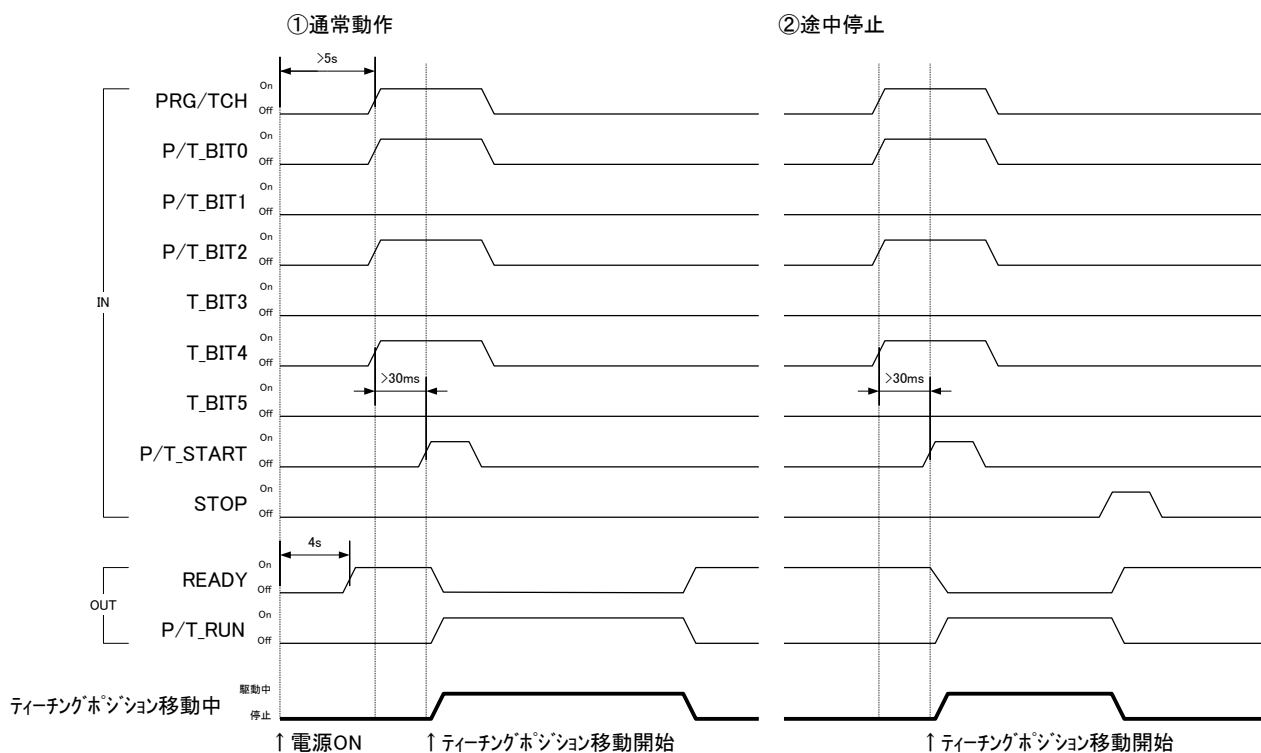 ①通常動作 ②途中停止
>5s
PRG/TCH On Off
P/T_BIT0 On Off
P/T_BIT1 On Off
P/T_BIT2 On Off
IN
T_BIT3 On Off
T_BIT4 On Off
>30ms >30ms
T_BIT5 On Off
P/T_START On Off
STOP On Off
4s
READY On Off
OUT
P/T_RUN On Off
ティーチングポジション移動中 駆動中 停止
↑電源ON ↑ティーチングポジション移動開始 ↑ティーチングポジション移動開始